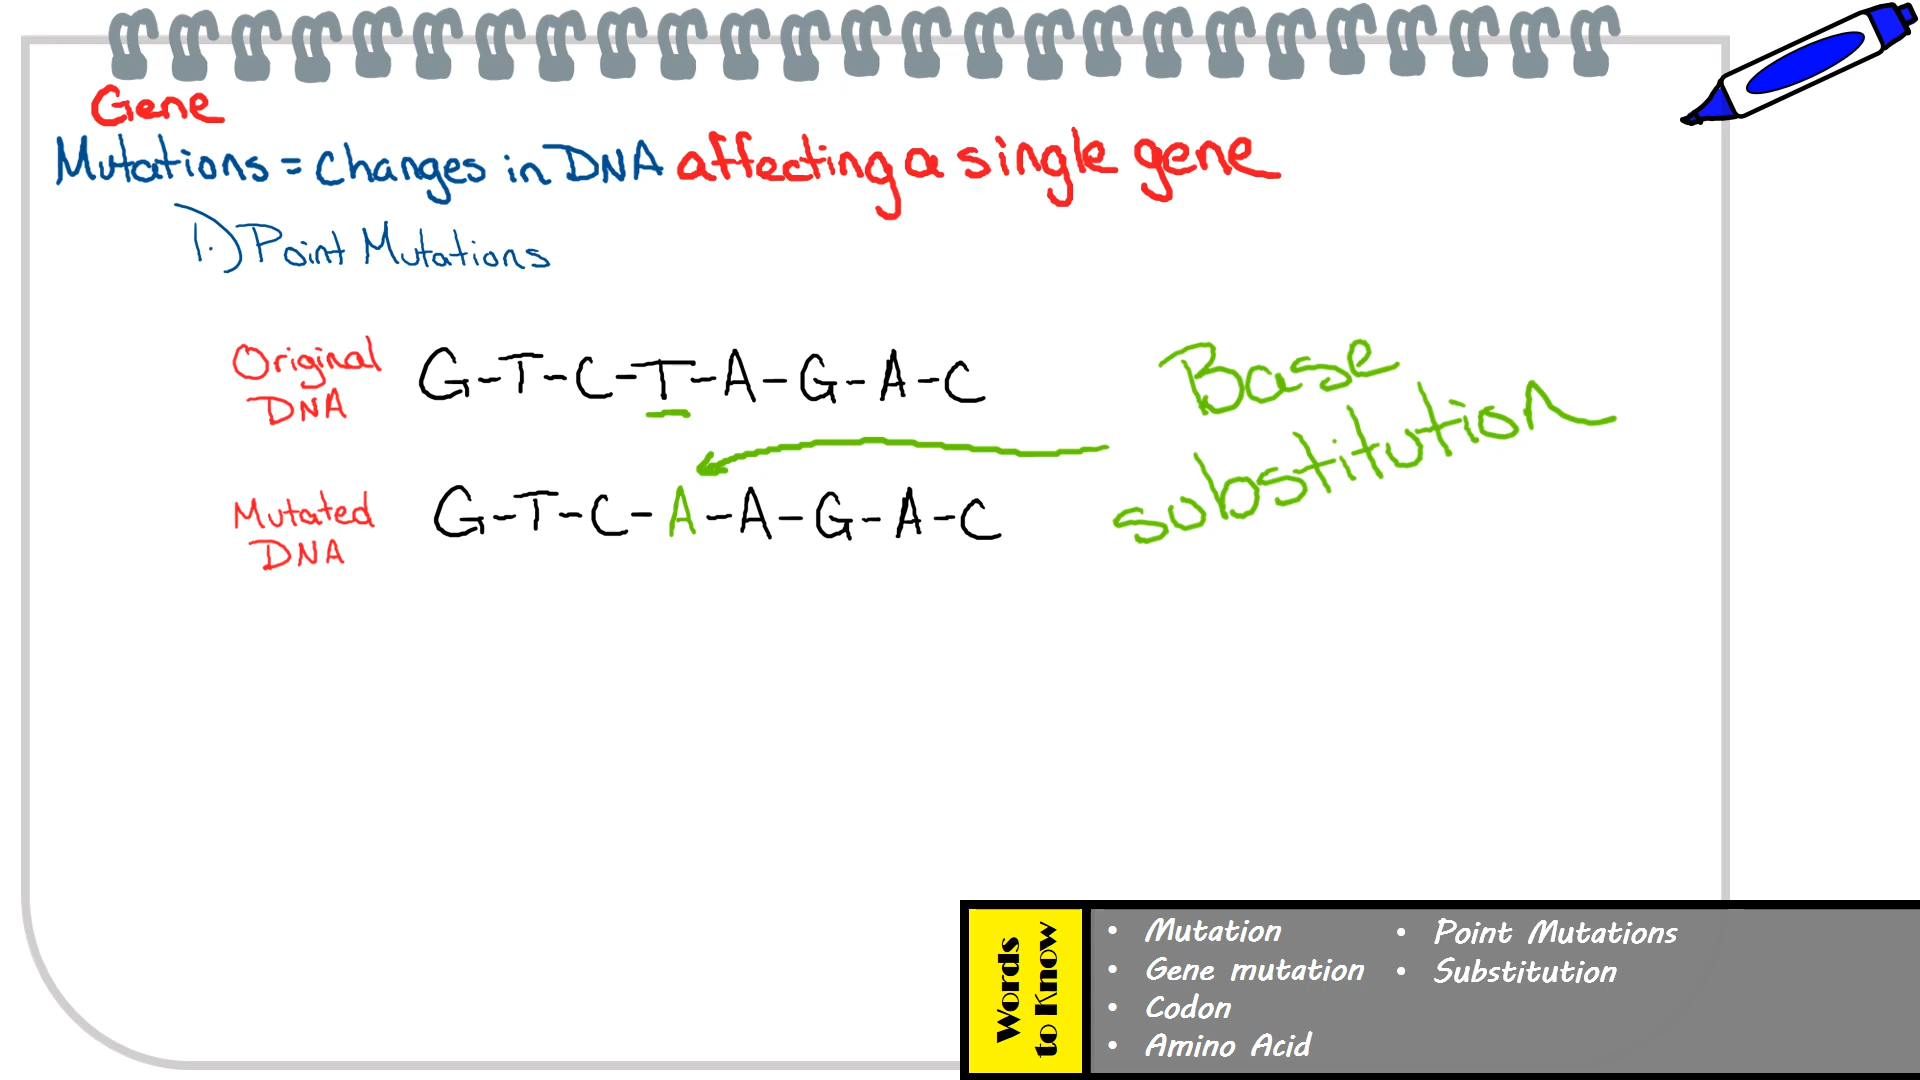 Gene
Mutations = Changes in DNA affecting a single gene
1.) Point Mutations
Original
DNA
G-T-C-T-A-G-A-C
Base
substitution
Mutated
DNA
G-T-C-A-A-G-A-C
Words
to Know
• Mutation
• Gene mutation
• Codon
• Amino Acid
• Point Mutations
• Substitution